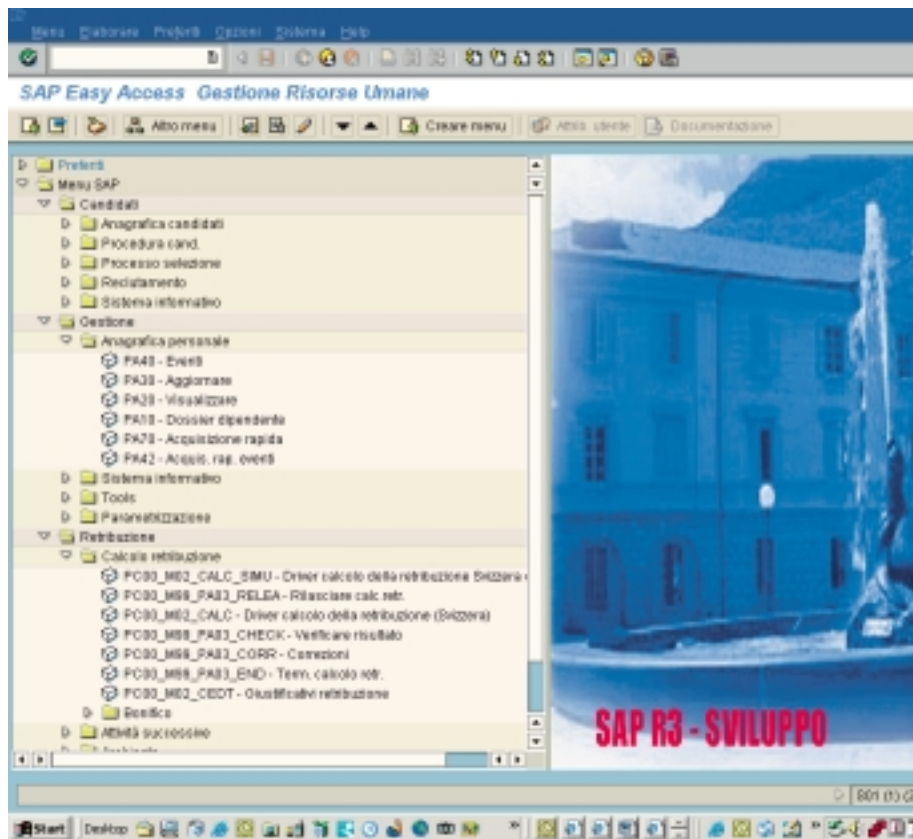 Menu Elaborare Preferiti Opzioni Sistema Help
SAP Easy Access Gestione Risorse Umane
Altro menu Creare menu Attrib. utente Documentazione
Preferiti
Menu SAP
Candidati
Anagrafica candidati
Procedura cand.
Processo selezione
Reclutamento
Sistema informativo
Gestione
Anagrafica personale
PA40 - Eventi
PA30 - Aggiornare
PA20 - Visualizzare
PA10 - Dossier dipendente
PA70 - Acquisizione rapida
PA42 - Acquis. rap. eventi
Sistema informativo
Tools
Parametrizzazione
Retribuzione
Calcolo retribuzione
PC00_M02_CALC_SIMU - Driver calcolo della retribuzione Svizzera
PC00_M99_PA03_RELEA - Rilasciare calc.retr.
PC00_M02_CALC - Driver calcolo della retribuzione (Svizzera)
PC00_M99_PA03_CHECK - Verificare risultato
PC00_M99_PA03_CORR - Correzioni
PC00_M99_PA03_END - Term. calcolo retr.
PC00_M02_CEDT - Giustificativi retribuzione
Bonifico
Attività successive
SAP R3 - SVILUPPO
Start Desktop